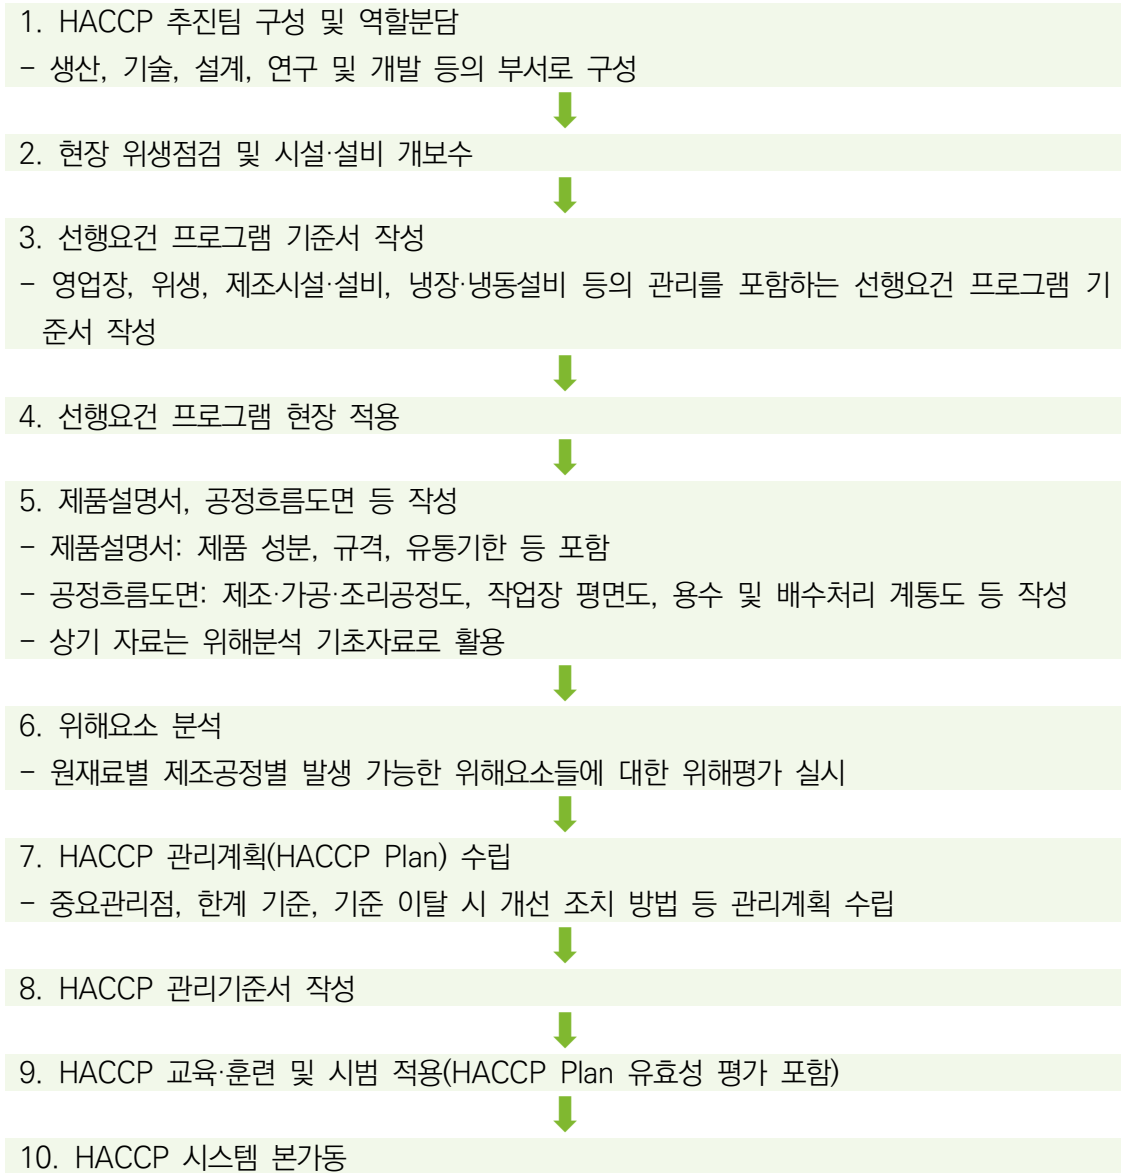 1. HACCP 추진팀 구성 및 역할분담
- 생산, 기술, 설계, 연구 및 개발 등의 부서로 구성
2. 현장 위생점검 및 시설·설비 개보수
3. 선행요건 프로그램 기준서 작성
- 영업장, 위생, 제조시설·설비, 냉장·냉동설비 등의 관리를 포함하는 선행요건 프로그램 기
준서 작성
4. 선행요건 프로그램 현장 적용
5. 제품설명서, 공정흐름도면 등 작성
- 제품설명서: 제품 성분, 규격, 유통기한 등 포함
- 공정흐름도면: 제조·가공·조리공정도, 작업장 평면도, 용수 및 배수처리 계통도 등 작성
- 상기 자료는 위해분석 기초자료로 활용
6. 위해요소 분석
- 원재료별 제조공정별 발생 가능한 위해요소들에 대한 위해평가 실시
7. HACCP 관리계획(HACCP Plan) 수립
- 중요관리점, 한계 기준, 기준 이탈 시 개선 조치 방법 등 관리계획 수립
8. HACCP 관리기준서 작성
9. HACCP 교육·훈련 및 시범 적용(HACCP Plan 유효성 평가 포함)
10. HACCP 시스템 본가동